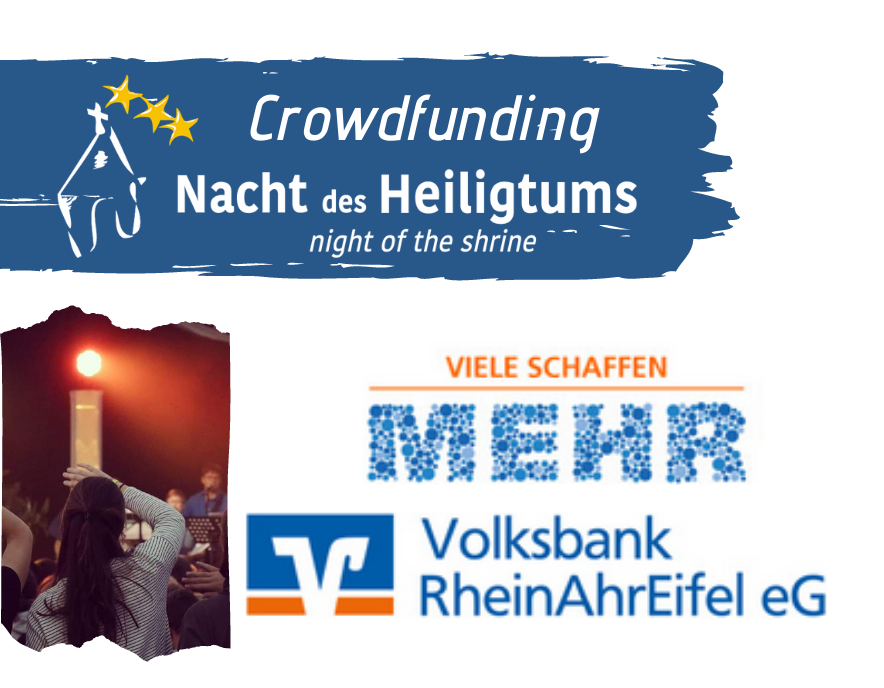 Crowdfunding
Nacht des Heiligtums
night of the shrine
VIELE SCHAFFEN
MEHR
Volksbank
RheinAhrEifel eG